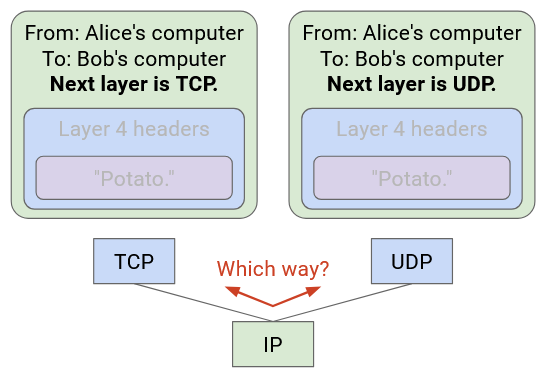 From: Alice's computer
To: Bob's computer
Next layer is TCP.
Layer 4 headers
"Potato."
From: Alice's computer
To: Bob's computer
Next layer is UDP.
Layer 4 headers
"Potato."
TCP
Which way?
UDP
IP